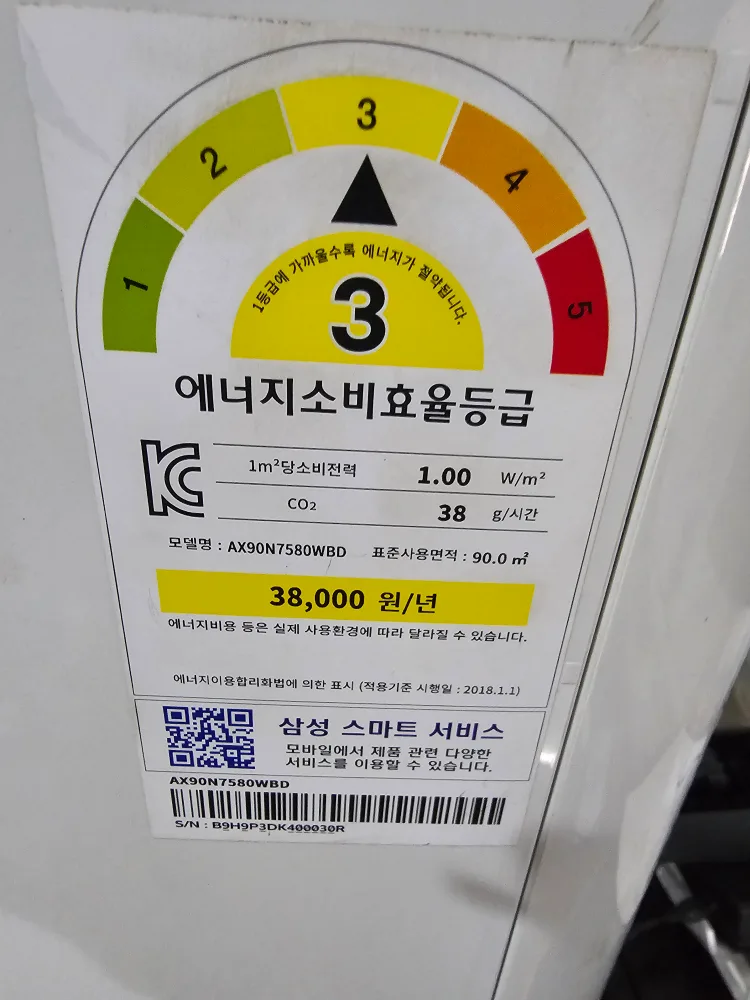 1
2
3
4
5
1등급에 가까울수록 에너지가 절약됩니다.
3
에너지소비효율등급
1m²당소비전력 1.00 W/m²
CO₂ 38 g/시간
모델명 : AX90N7580WBD 표준사용면적 : 90.0 ㎡
38,000 원/년
에너지비용 등은 실제 사용환경에 따라 달라질 수 있습니다.
에너지이용합리화법에 의한 표시 (적용기준 시행일 : 2018.1.1)
삼성 스마트 서비스
모바일에서 제품 관련 다양한
서비스를 이용할 수 있습니다.
AX90N7580WBD
S/N : B9H9P3DK400030R